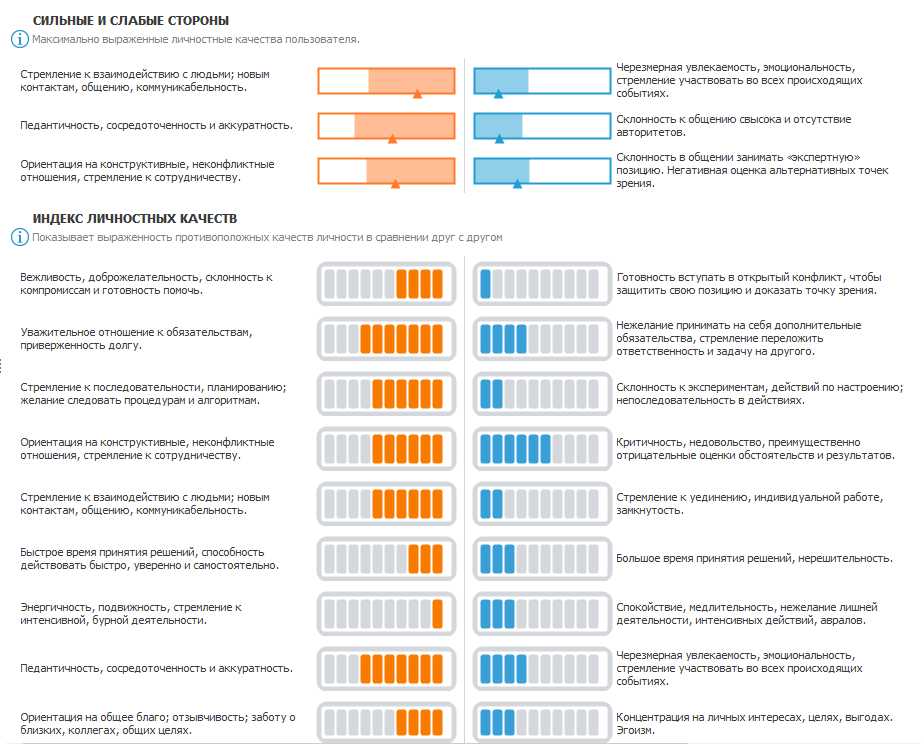 СИЛЬНЫЕ И СЛАБЫЕ СТОРОНЫ
Максимально выраженные личностные качества пользователя.
Стремление к взаимодействию с людьми; новым
контактам, общению, коммуникабельность.
Черезмерная увлекаемость, эмоциональность,
стремление участвовать во всех происходящих
событиях.
Педантичность, сосредоточенность и аккуратность.
Склонность к общению свысока и отсутствие
авторитетов.
Ориентация на конструктивные, неконфликтные
отношения, стремление к сотрудничеству.
Склонность в общении занимать «экспертную»
позицию. Негативная оценка альтернативных точек
зрения.
ИНДЕКС ЛИЧНОСТНЫХ КАЧЕСТВ
Показывает выраженность противоположных качеств личности в сравнении друг с другом
Вежливость, доброжелательность, склонность к
компромиссам и готовность помочь.
Готовность вступать в открытый конфликт, чтобы
защитить свою позицию и доказать точку зрения.
Уважительное отношение к обязательствам,
приверженность долгу.
Нежелание принимать на себя дополнительные
обязательства, стремление переложить
ответственность и задачу на другого.
Стремление к последовательности, планированию;
желание следовать процедурам и алгоритмам.
Склонность к экспериментам, действий по настроению;
непоследовательность в действиях.
Ориентация на конструктивные, неконфликтные
отношения, стремление к сотрудничеству.
Критичность, недовольство, преимущественно
отрицательные оценки обстоятельств и результатов.
Стремление к взаимодействию с людьми; новым
контактам, общению, коммуникабельность.
Стремление к уединению, индивидуальной работе,
замкнутость.
Быстрое время принятия решений, способность
действовать быстро, уверенно и самостоятельно.
Большое время принятия решений, нерешительность.
Энергичность, подвижность, стремление к
интенсивной, бурной деятельности.
Спокойствие, медлительность, нежелание лишней
деятельности, интенсивных действий, авралов.
Педантичность, сосредоточенность и аккуратность.
Черезмерная увлекаемость, эмоциональность,
стремление участвовать во всех происходящих
событиях.
Ориентация на общее благо; отзывчивость; заботу о
близких, коллегах, общих целях.
Концентрация на личных интересах, целях, выгодах.
Эгоизм.